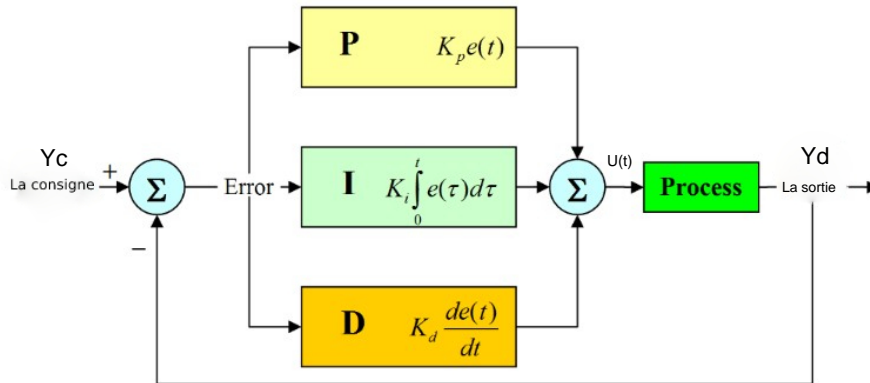 P K_p e(t)
Yc
+
La consigne
Σ
Error
I K_i ∫_0^t e(τ)dτ
Σ
U(t)
Process
Yd
La sortie
−
D K_d de(t)/dt